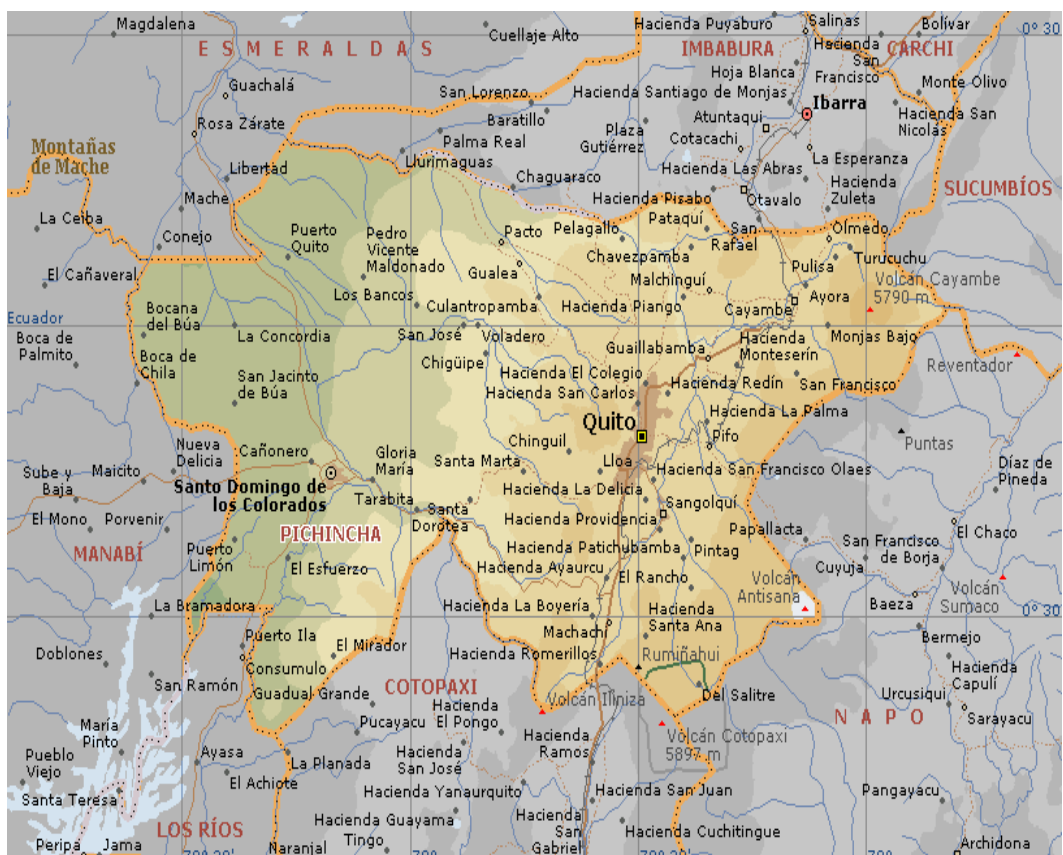 Magdalena
Hacienda Puyaburo
Salinas
Bolívar
0° 30
ESMERALDAS
Cuellaje Alto
IMBABURA
Hacienda
San
Francisco
CARCHI
Hoja Blanca
Monte Olivo
Guachalá
San Lorenzo
Hacienda Santiago de Monjas
Ibarra
Hacienda San
Nicolás
Rosa Zárate
Baratillo
Plaza
Gutiérrez
Atuntaqui
Cotacachi
Montañas
de Mache
Palma Real
La Esperanza
Libertad
Llurimaguas
Chaguaraco
Hacienda Las Abras
SUCUMBÍOS
Mache
Hacienda Pisabo
Otavalo
Hacienda
Zuleta
La Ceiba
Conejo
Puerto
Quito
Pedro
Vicente
Maldonado
Pacto
Pelagallo
Pataquí
San
Rafael
Olmedo
Chavezpamba
Turucuchu
El Cañaveral
Gualea
Malchinguí
Pulisa
Volcán Cayambe
5790 m
Los Bancos
Ayora
Bocana
del Búa
Culantropamba
Hacienda Piango
Cayambe
Ecuador
La Concordia
San José
Voladero
Monjas Bajo
Boca de
Palmito
Boca de
Chila
Chigüipe
Guaillabamba
Hacienda
Monteserín
Reventador
San Jacinto
de Búa
Hacienda El Colegio
Hacienda Redín
San Francisco
Hacienda San Carlos
Quito
Hacienda La Palma
Nueva
Delicia
Cañonero
Gloria
María
Chinguil
Pifo
Puntas
Sube y
Baja
Maicito
Santa Marta
Lloa
Hacienda San Francisco Olaes
Díaz de
Pineda
Santo Domingo de
los Colorados
Tarabita
Hacienda La Delicia
Sangolquí
El Mono
Porvenir
Santa
Dorotea
Hacienda Providencia
Papallacta
El Chaco
MANABÍ
PICHINCHA
Puerto
Limón
Hacienda Patichubamba
Pintag
San Francisco
de Borja
El Esfuerzo
Hacienda Ayaurcu
El Rancho
Volcán
Antisana
Cuyuja
Volcán
Sumaco
La Bramadora
Hacienda La Boyería
Hacienda
Santa Ana
Baeza
0° 30
Puerto Ila
Machachi
Bermejo
Doblones
El Mirador
Hacienda Romerillos
Rumiñahui
Consumulo
Hacienda
Capulí
San Ramón
Guadual Grande
COTOPAXI
Volcán Iliniza
Del Salitre
Urcusiqui
María
Pinto
Pucayacu
Hacienda
El Pongo
NAPO
Sarayacu
Pueblo
Viejo
Ayasa
La Planada
Hacienda
San José
Hacienda
Ramos
Volcán Cotopaxi
5897 m
Santa Teresa
El Achiote
Hacienda Yanaurquito
Hacienda San Juan
Pangayacu
LOS RÍOS
Hacienda Guayama
Hacienda
San
Gabriel
Hacienda Cuchitingue
Peripa
Jama
Naranjal
Tingo
Archidona